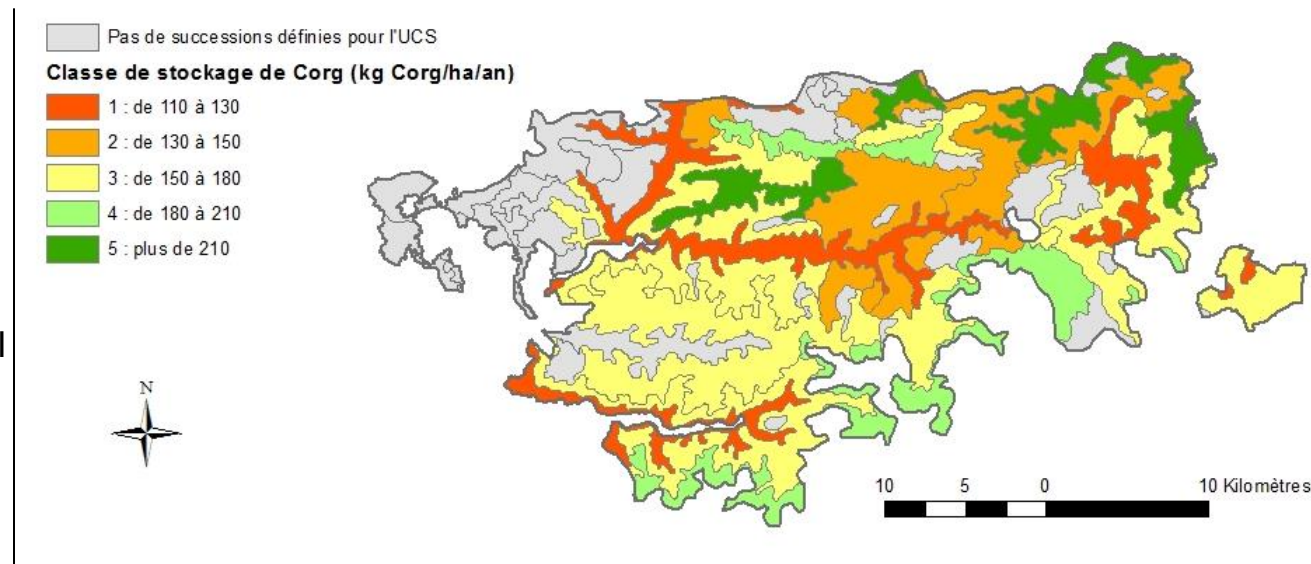 Pas de successions définies pour l'UCS
Classe de stockage de Corg (kg Corg/ha/an)
1 : de 110 à 130
2 : de 130 à 150
3 : de 150 à 180
4 : de 180 à 210
5 : plus de 210
N
10 5 0 10 Kilomètres